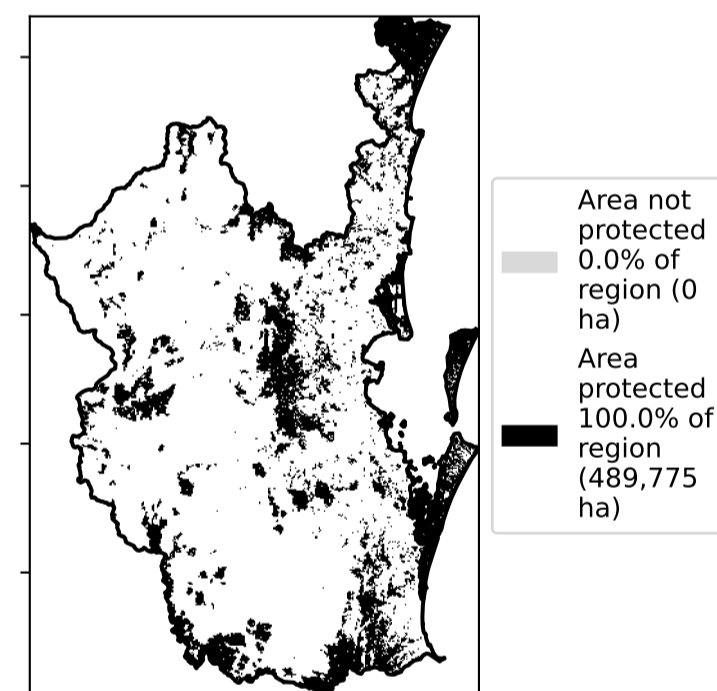 Area not
protected
0.0% of
region (0
ha)
Area
protected
100.0% of
region
(489,775
ha)